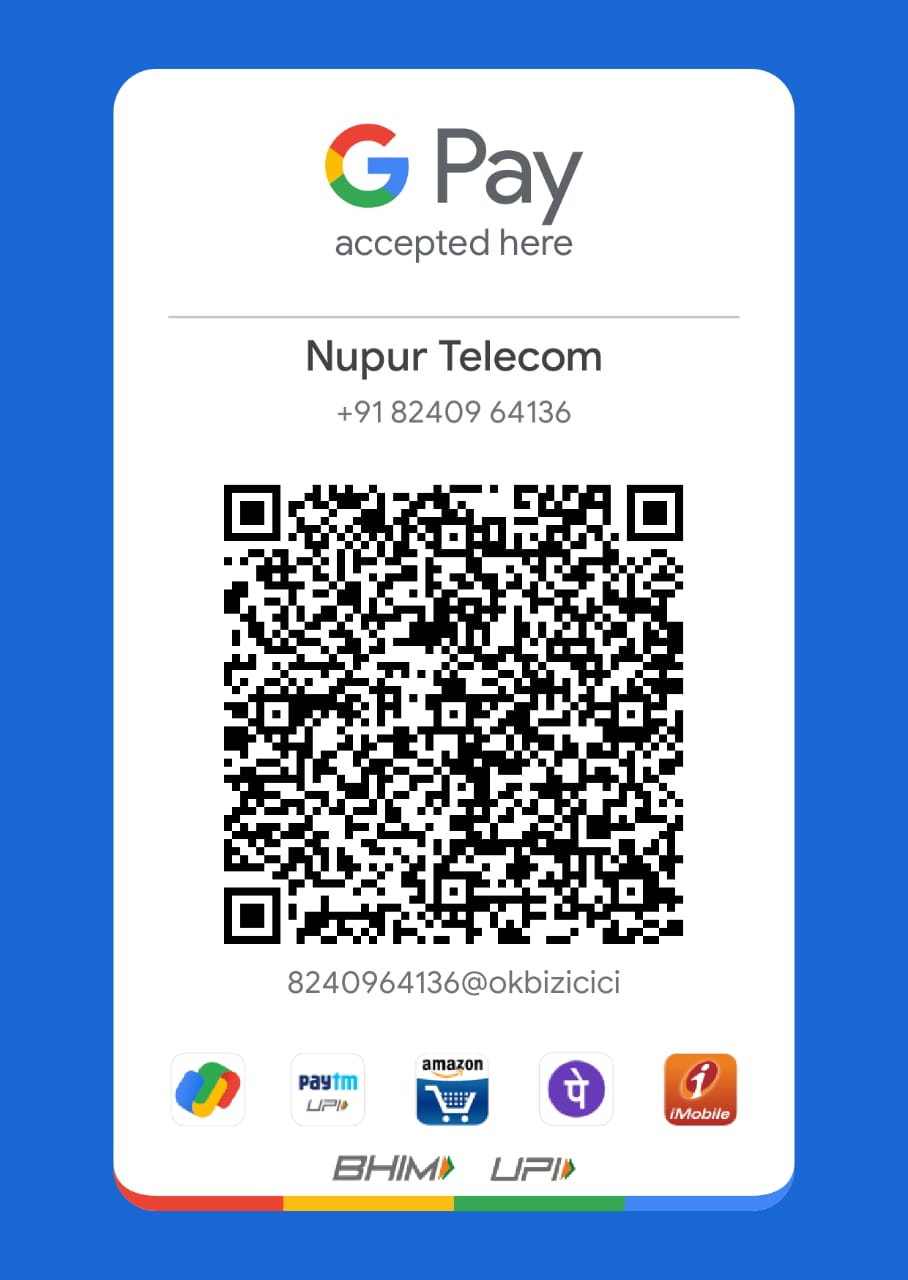 G Pay
accepted here
Nupur Telecom
+91 82409 64136
8240964136@okbizicici
paytm
UPI
amazon
पे
iMobile
BHIM UPI